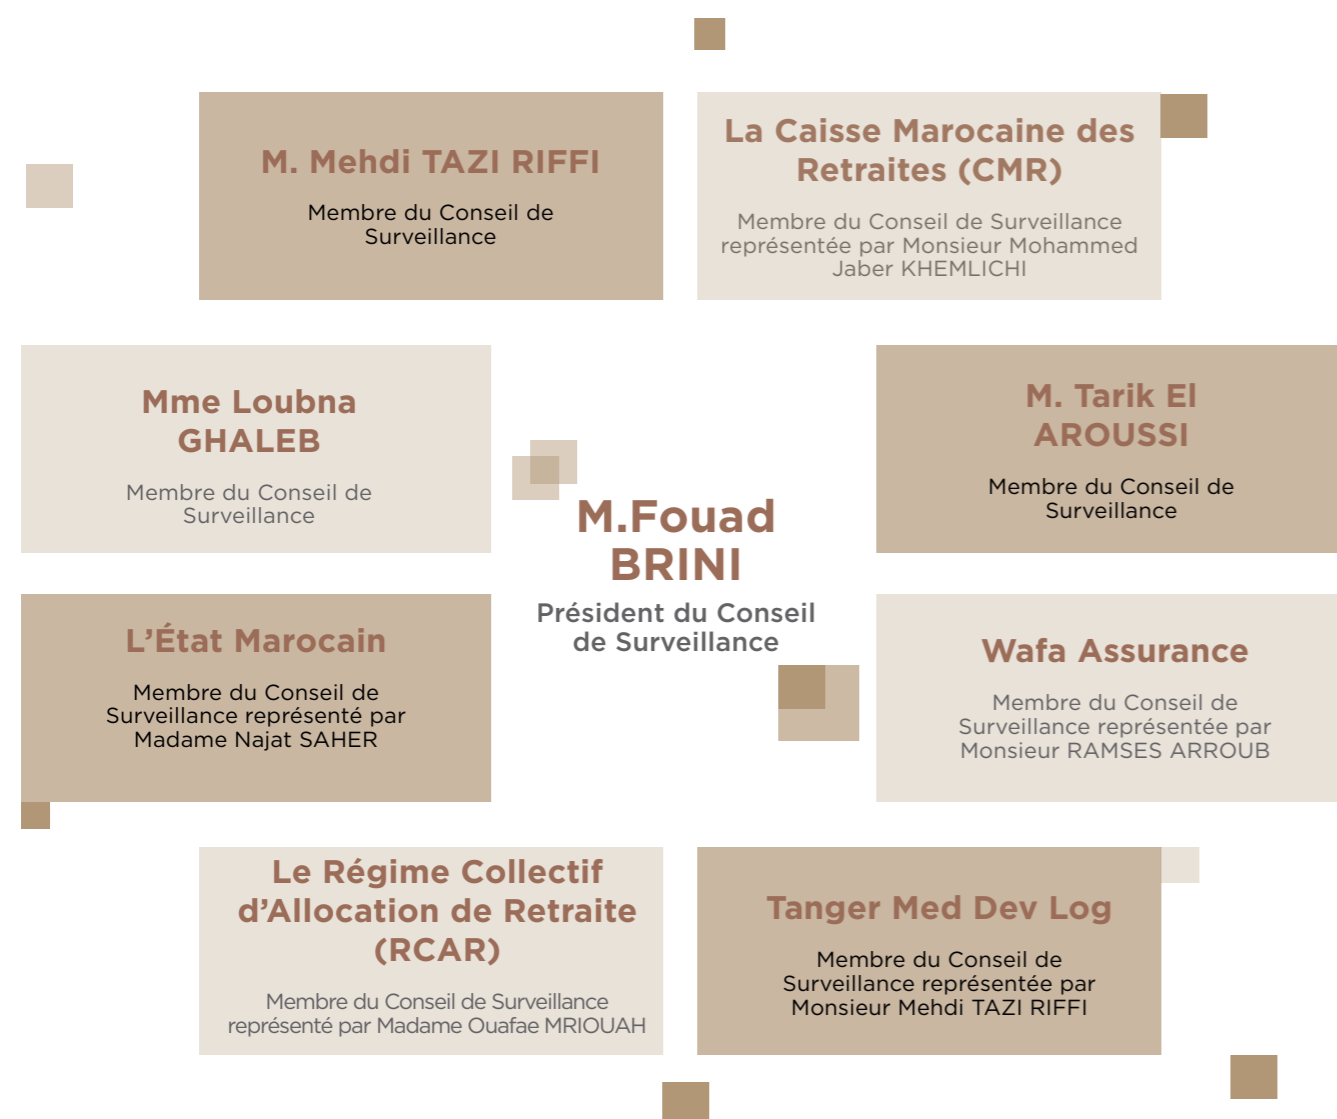 M. Mehdi TAZI RIFFI
Membre du Conseil de
Surveillance
La Caisse Marocaine des
Retraites (CMR)
Membre du Conseil de Surveillance
représentée par Monsieur Mohammed
Jaber KHEMLICHI
Mme Loubna
GHALEB
Membre du Conseil de
Surveillance
M.Fouad
BRINI
Président du Conseil
de Surveillance
M. Tarik El
AROUSSI
Membre du Conseil de
Surveillance
L’État Marocain
Membre du Conseil de
Surveillance représenté par
Madame Najat SAHER
Wafa Assurance
Membre du Conseil de
Surveillance représentée par
Monsieur RAMSES ARROUB
Le Régime Collectif
d’Allocation de Retraite
(RCAR)
Membre du Conseil de Surveillance
représenté par Madame Ouafae MRIOUAH
Tanger Med Dev Log
Membre du Conseil de
Surveillance représentée par
Monsieur Mehdi TAZI RIFFI